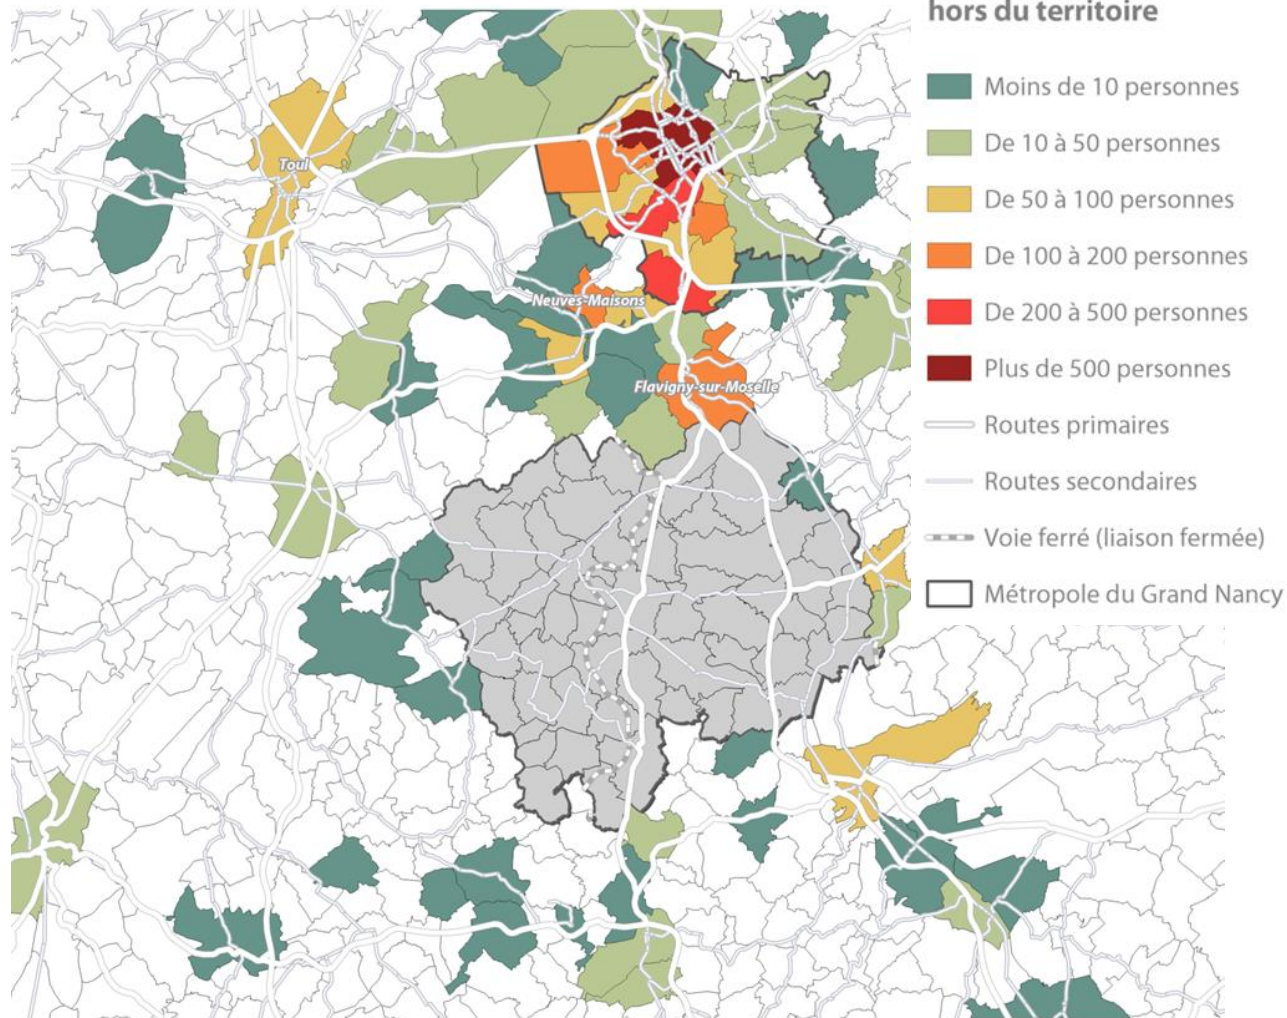 hors du territoire
Moins de 10 personnes
De 10 à 50 personnes
De 50 à 100 personnes
De 100 à 200 personnes
De 200 à 500 personnes
Plus de 500 personnes
Routes primaires
Routes secondaires
Voie ferré (liaison fermée)
Métropole du Grand Nancy
Toul
Neuves-Maisons
Flavigny-sur-Moselle